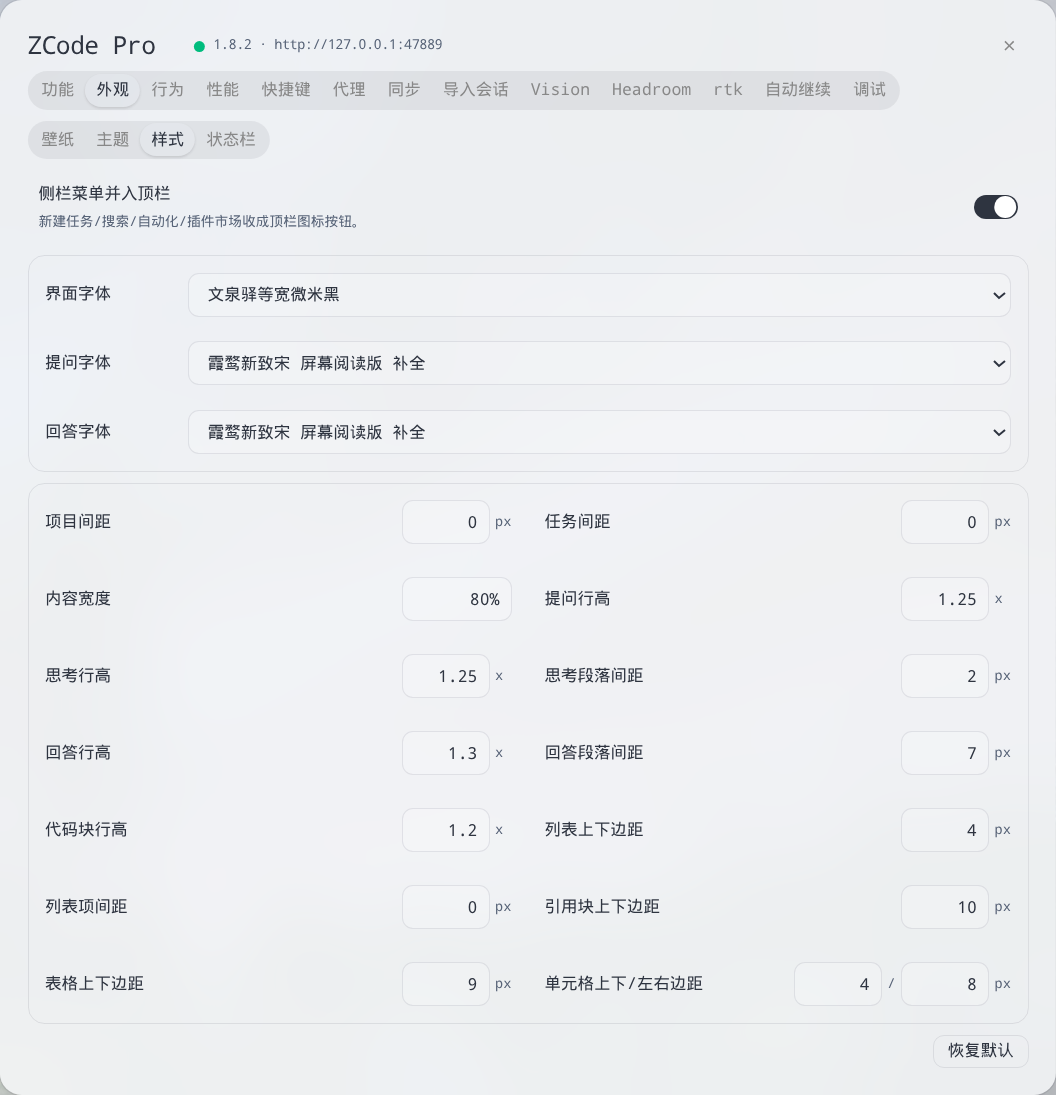 ZCode Pro 1.8.2 · http://127.0.0.1:47889 ×
功能 外观 行为 性能 快捷键 代理 同步 导入会话 Vision Headroom rtk 自动继续 调试
壁纸 主题 样式 状态栏
侧栏菜单并入顶栏
新建任务/搜索/自动化/插件市场收成顶栏图标按钮。
界面字体 文泉驿等宽微米黑
提问字体 霞鹜新致宋 屏幕阅读版 补全
回答字体 霞鹜新致宋 屏幕阅读版 补全
项目间距 0 px 任务间距 0 px
内容宽度 80% 提问行高 1.25 x
思考行高 1.25 x 思考段落间距 2 px
回答行高 1.3 x 回答段落间距 7 px
代码块行高 1.2 x 列表上下边距 4 px
列表项间距 0 px 引用块上下边距 10 px
表格上下边距 9 px 单元格上下/左右边距 4 / 8 px
恢复默认